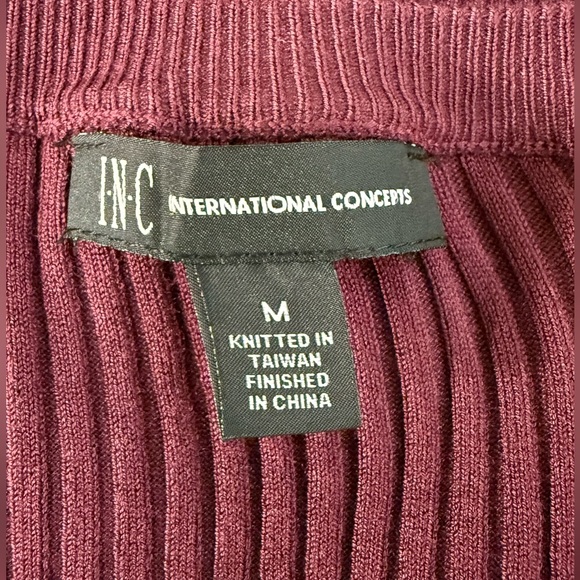 I·N·C INTERNATIONAL CONCEPTS
M
KNITTED IN
TAIWAN
FINISHED
IN CHINA